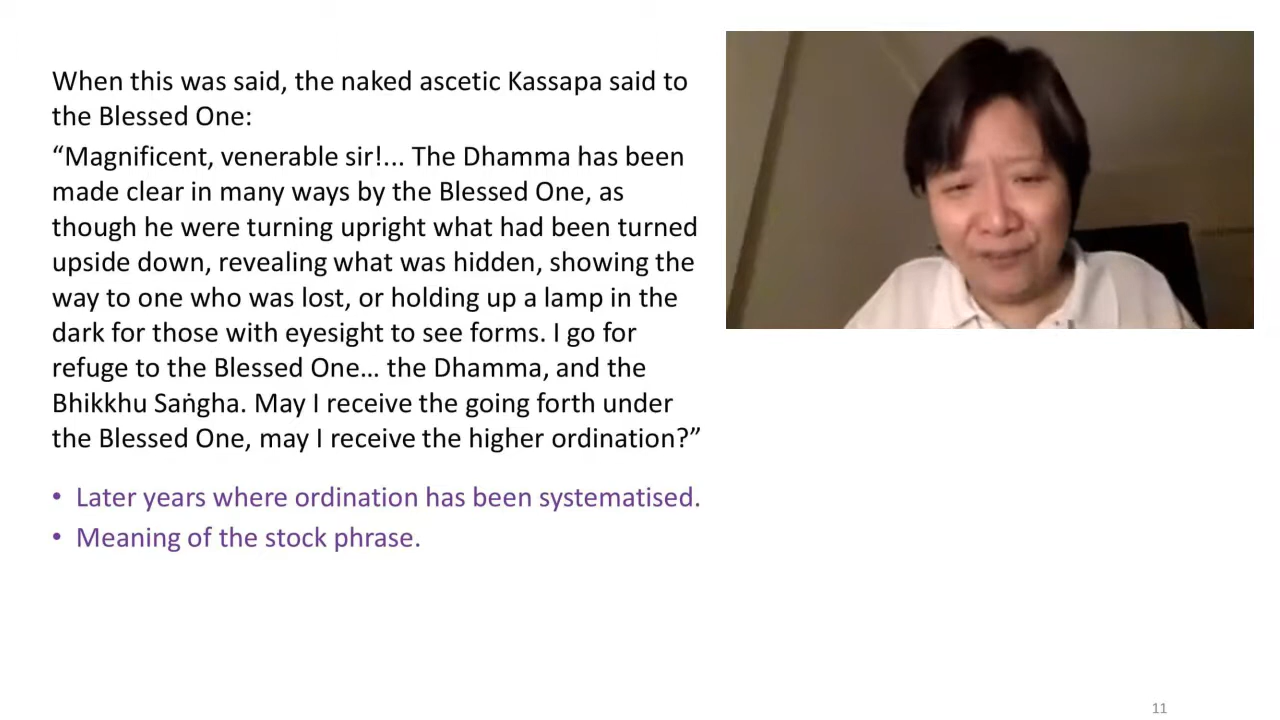 When this was said, the naked ascetic Kassapa said to
the Blessed One:
“Magnificent, venerable sir!... The Dhamma has been
made clear in many ways by the Blessed One, as
though he were turning upright what had been turned
upside down, revealing what was hidden, showing the
way to one who was lost, or holding up a lamp in the
dark for those with eyesight to see forms. I go for
refuge to the Blessed One… the Dhamma, and the
Bhikkhu Saṅgha. May I receive the going forth under
the Blessed One, may I receive the higher ordination?”
• Later years where ordination has been systematised.
• Meaning of the stock phrase.
11